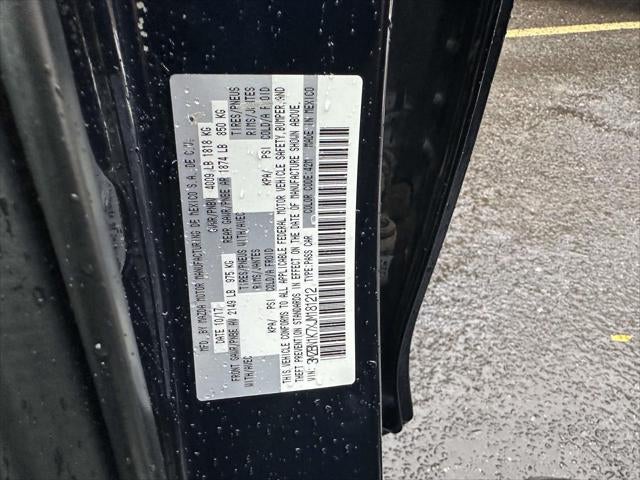 MFD. BY MAZDA MOTOR MANUFACTURING DE MEXICO S.A. DE C.V.
DATE: 10/17 GVWR/PNBV 4009 LB 1818 KG
FRONT GAWR/PNBE AV 2149 LB 975 KG REAR GAWR/PNBE AR 1874 LB 850 KG
WITH/AVEC TIRES/PNEUS WITH/AVEC TIRES/PNEUS
RIMS/JANTES RIMS/JANTES
KPA/ PSI COLD/A FROID KPA/ PSI COLD/A FROID
THIS VEHICLE CONFORMS TO ALL APPLICABLE FEDERAL MOTOR VEHICLE SAFETY, BUMPER, AND
THEFT PREVENTION STANDARDS IN EFFECT ON THE DATE OF MANUFACTURE SHOWN ABOVE.
VIN: 3MZBN1K7XJM181212 TYPE:PASS CAR COLOR CODE:42M MADE IN MEXICO